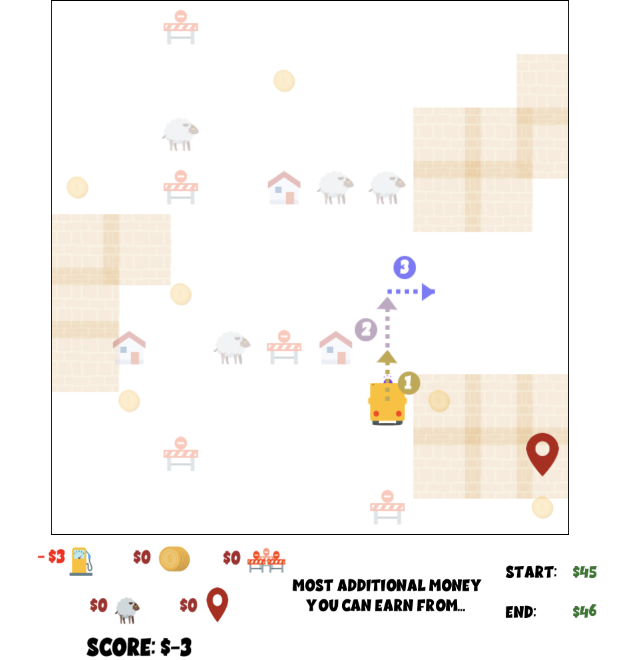 3
2
1
- $3
$0
$0
$0
$0
MOST ADDITIONAL MONEY
YOU CAN EARN FROM...
START: $45
END: $46
SCORE: $-3